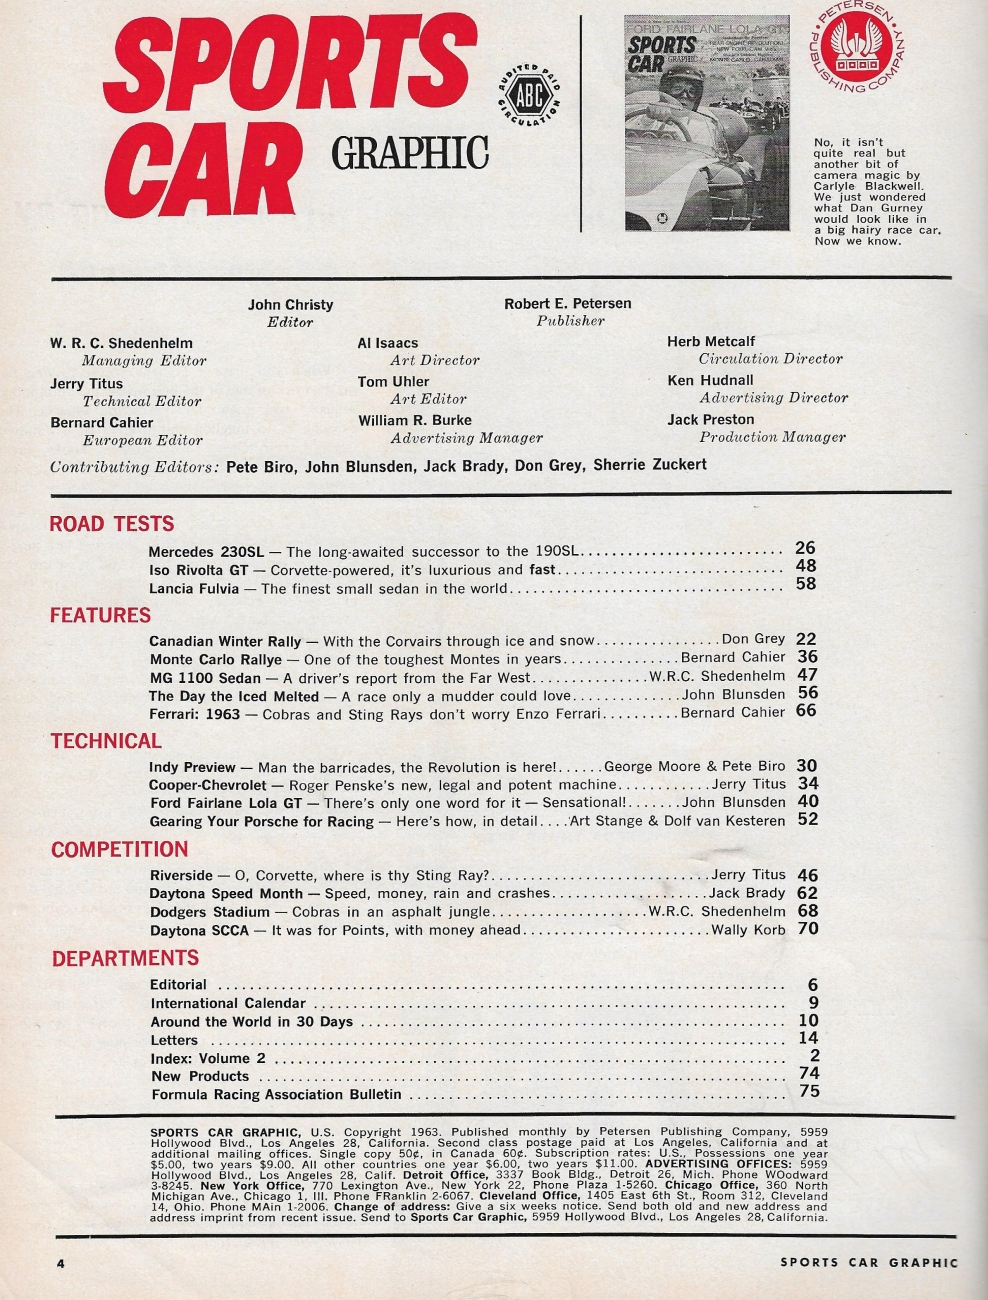 SPORTS
CAR GRAPHIC
AUDITED PAID
ABC
CIRCULATION
FORD FAIRLANE LOLA GT
SPORTS
CAR GRAPHIC
PETERSEN
PUBLISHING COMPANY
No, it isn't
quite real but
another bit of
camera magic by
Carlyle Blackwell.
We just wondered
what Dan Gurney
would look like in
a big hairy race car.
Now we know.
John Christy
Editor
Robert E. Petersen
Publisher
W. R. C. Shedenhelm
Managing Editor
Al Isaacs
Art Director
Herb Metcalf
Circulation Director
Jerry Titus
Technical Editor
Tom Uhler
Art Editor
Ken Hudnall
Advertising Director
Bernard Cahier
European Editor
William R. Burke
Advertising Manager
Jack Preston
Production Manager
Contributing Editors: Pete Biro, John Blunsden, Jack Brady, Don Grey, Sherrie Zuckert
ROAD TESTS
Mercedes 230SL — The long-awaited successor to the 190SL......................... 26
Iso Rivolta GT — Corvette-powered, it's luxurious and fast........................... 48
Lancia Fulvia — The finest small sedan in the world................................. 58
FEATURES
Canadian Winter Rally — With the Corvairs through ice and snow................Don Grey 22
Monte Carlo Rallye — One of the toughest Montes in years...............Bernard Cahier 36
MG 1100 Sedan — A driver's report from the Far West...............W.R.C. Shedenhelm 47
The Day the Iced Melted — A race only a mudder could love..............John Blunsden 56
Ferrari: 1963 — Cobras and Sting Rays don't worry Enzo Ferrari..........Bernard Cahier 66
TECHNICAL
Indy Preview — Man the barricades, the Revolution is here!......George Moore & Pete Biro 30
Cooper-Chevrolet — Roger Penske's new, legal and potent machine............Jerry Titus 34
Ford Fairlane Lola GT — There's only one word for it — Sensational!.......John Blunsden 40
Gearing Your Porsche for Racing — Here's how, in detail....Art Stange & Dolf van Kesteren 52
COMPETITION
Riverside — O, Corvette, where is thy Sting Ray?............................Jerry Titus 46
Daytona Speed Month — Speed, money, rain and crashes....................Jack Brady 62
Dodgers Stadium — Cobras in an asphalt jungle....................W.R.C. Shedenhelm 68
Daytona SCCA — It was for Points, with money ahead........................Wally Korb 70
DEPARTMENTS
Editorial ........................................................................ 6
International Calendar ............................................................ 9
Around the World in 30 Days ...................................................... 10
Letters ......................................................................... 14
Index: Volume 2 ................................................................. 2
New Products .................................................................... 74
Formula Racing Association Bulletin ............................................... 75
SPORTS CAR GRAPHIC, U.S. Copyright 1963. Published monthly by Petersen Publishing Company, 5959
Hollywood Blvd., Los Angeles 28, California. Second class postage paid at Los Angeles, California and at
additional mailing offices. Single copy 50¢, in Canada 60¢. Subscription rates: U.S., Possessions one year
$5.00, two years $9.00. All other countries one year $6.00, two years $11.00. ADVERTISING OFFICES: 5959
Hollywood Blvd., Los Angeles 28, Calif. Detroit Office, 3337 Book Bldg., Detroit 26, Mich. Phone WOodward
3-8245. New York Office, 770 Lexington Ave., New York 22, Phone Plaza 1-5260. Chicago Office, 360 North
Michigan Ave., Chicago 1, Ill. Phone FRanklin 2-6067. Cleveland Office, 1405 East 6th St., Room 312, Cleveland
14, Ohio. Phone MAin 1-2006. Change of address: Give a six weeks notice. Send both old and new address and
address imprint from recent issue. Send to Sports Car Graphic, 5959 Hollywood Blvd., Los Angeles 28, California.
4
SPORTS CAR GRAPHIC